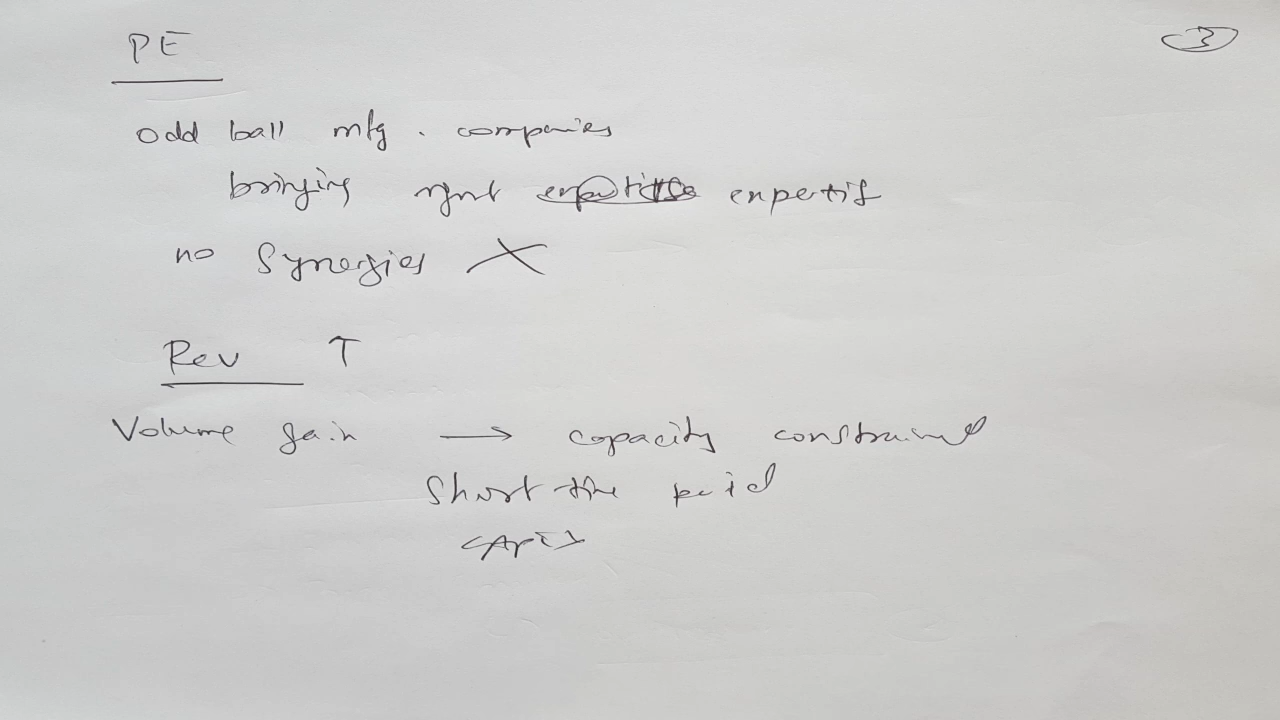 PE
3
odd ball mfg. companies
bringing mgmt expertise
no synergies X
Rev ↑
Volume gain → capacity constrained
Short time period
CAPEX